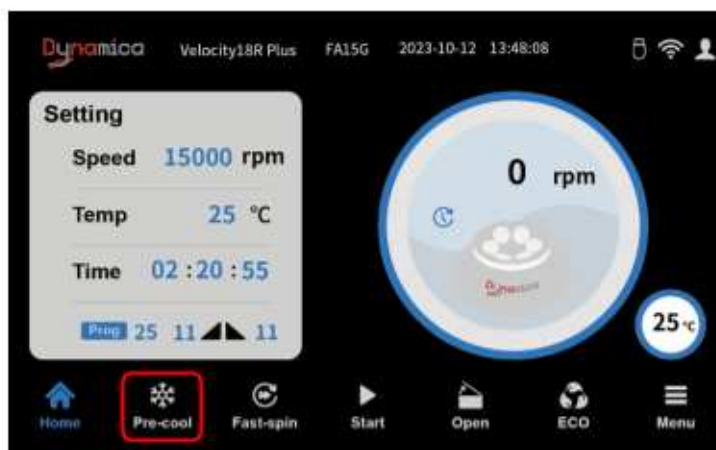 Dynamica Velocity18R Plus FA15G 2023-10-12 13:48:08
Setting
Speed 15000 rpm
Temp 25 °C
Time 02 :20 : 55
Prog 25 11 11
0 rpm
Dynamica
25 °C
Home Pre-cool Fast-spin Start Open ECO Menu